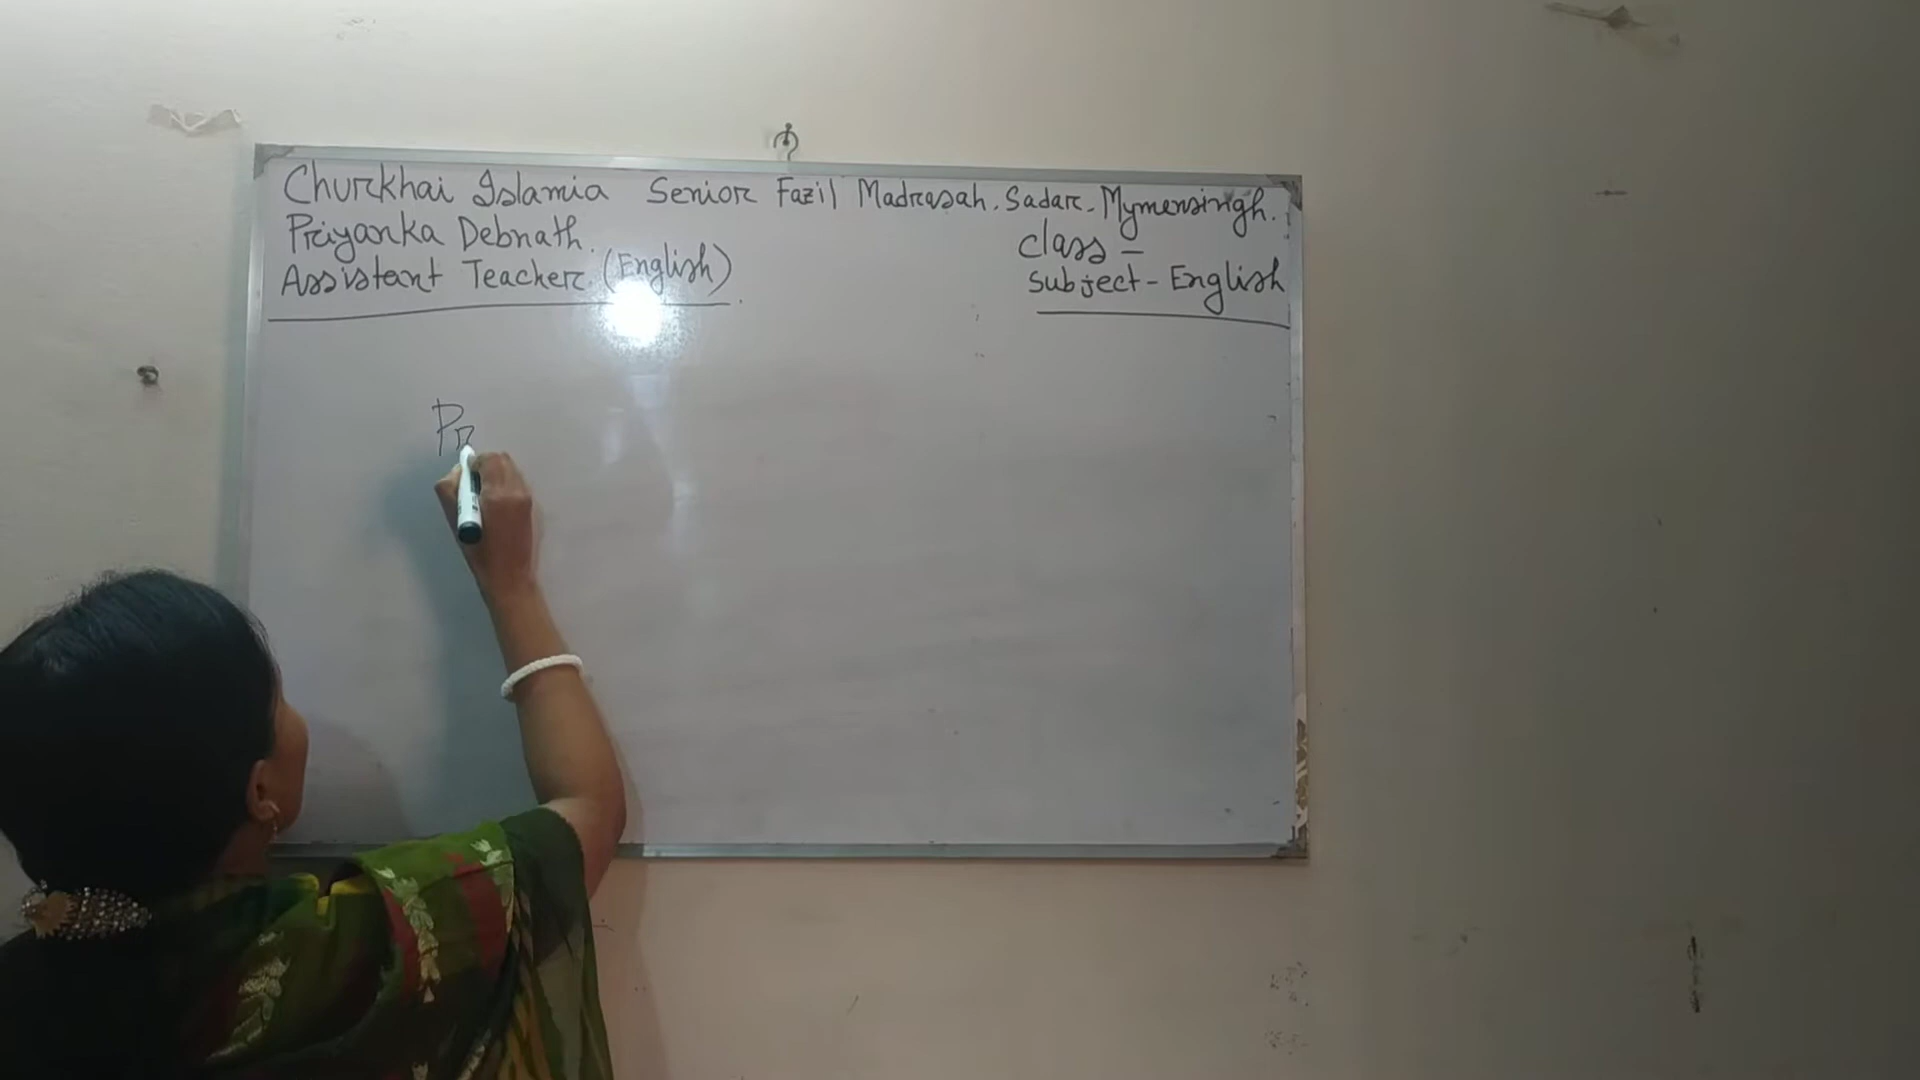 Churkhai Islamia Senior Fazil Madrasah. Sadar. Mymensingh.
Priyanka Debnath.
Assistant Teacher. (English).
class -
subject - English
Pr